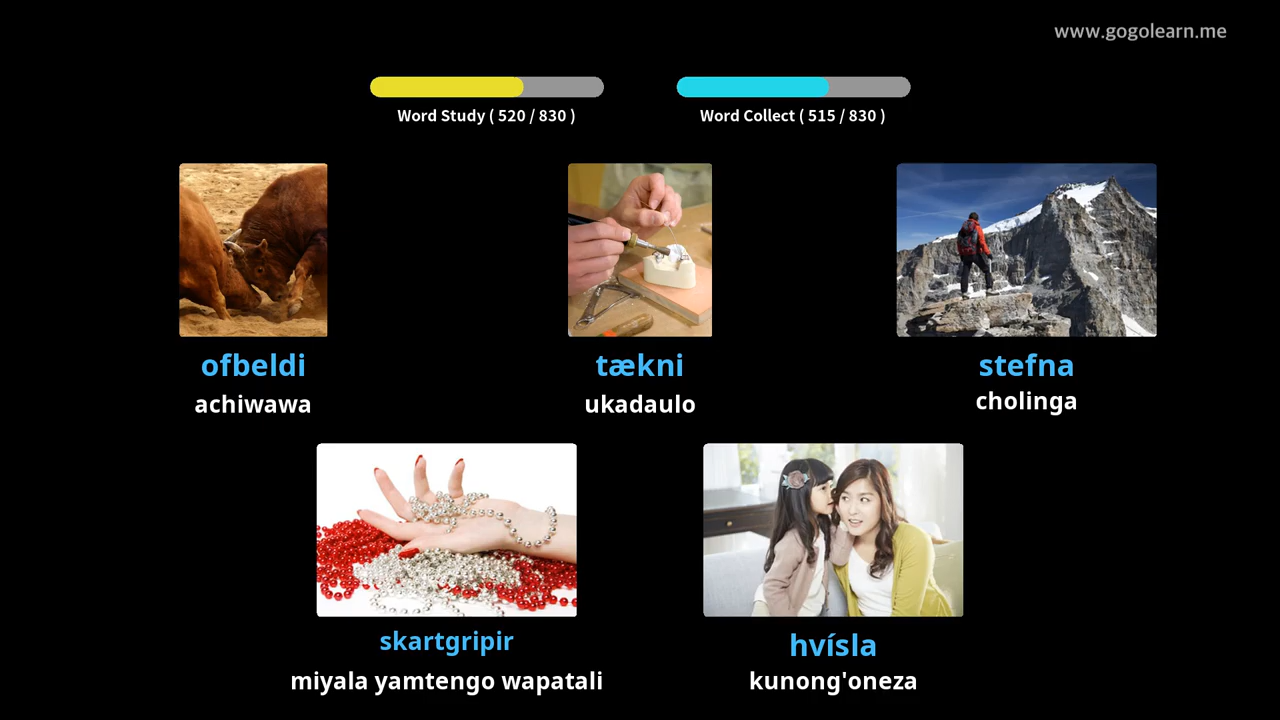 www.gogolearn.me
Word Study ( 520 / 830 )
Word Collect ( 515 / 830 )
ofbeldi
achiwawa
tækni
ukadaulo
stefna
cholinga
skartgripir
miyala yamtengo wapatali
hvísla
kunong'oneza